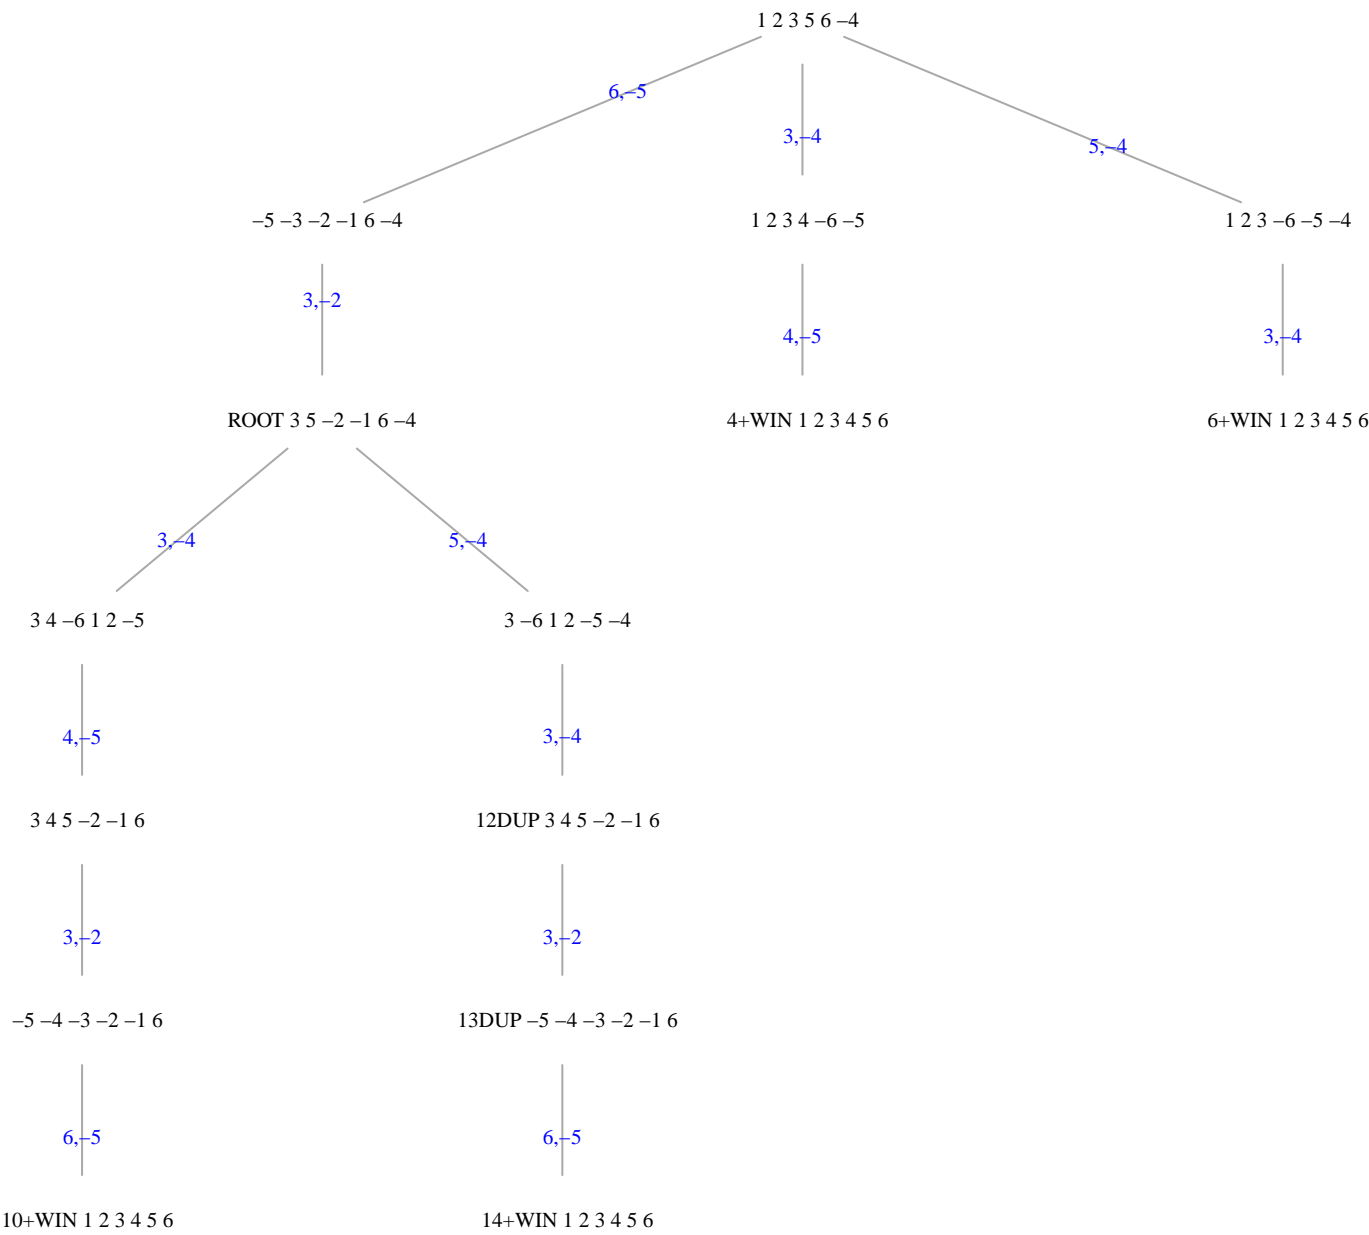 1 2 3 5 6 –4
6,–5
3,–4
5,–4
–5 –3 –2 –1 6 –4
1 2 3 4 –6 –5
1 2 3 –6 –5 –4
3,–2
4,–5
3,–4
ROOT 3 5 –2 –1 6 –4
4+WIN 1 2 3 4 5 6
6+WIN 1 2 3 4 5 6
3,–4
5,–4
3 4 –6 1 2 –5
3 –6 1 2 –5 –4
4,–5
3,–4
3 4 5 –2 –1 6
12DUP 3 4 5 –2 –1 6
3,–2
3,–2
–5 –4 –3 –2 –1 6
13DUP –5 –4 –3 –2 –1 6
6,–5
6,–5
10+WIN 1 2 3 4 5 6
14+WIN 1 2 3 4 5 6